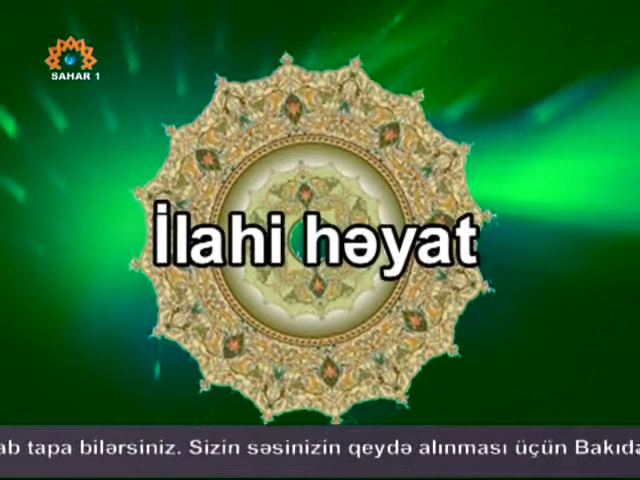 SAHAR 1
İlahi həyat
ab tapa bilərsiniz. Sizin səsinizin qeydə alınması üçün Bakıda